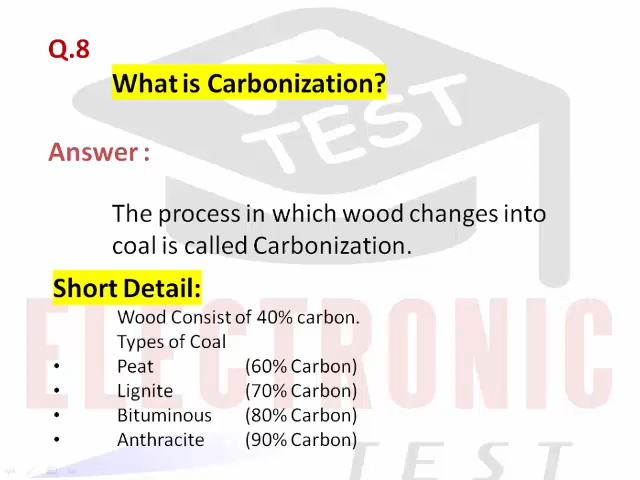 Q.8
What is Carbonization?
TEST
Answer :
The process in which wood changes into
coal is called Carbonization.
Short Detail:
Wood Consist of 40% carbon.
Types of Coal
• Peat (60% Carbon)
• Lignite (70% Carbon)
• Bituminous (80% Carbon)
• Anthracite (90% Carbon)
ELECTRONIC
TEST